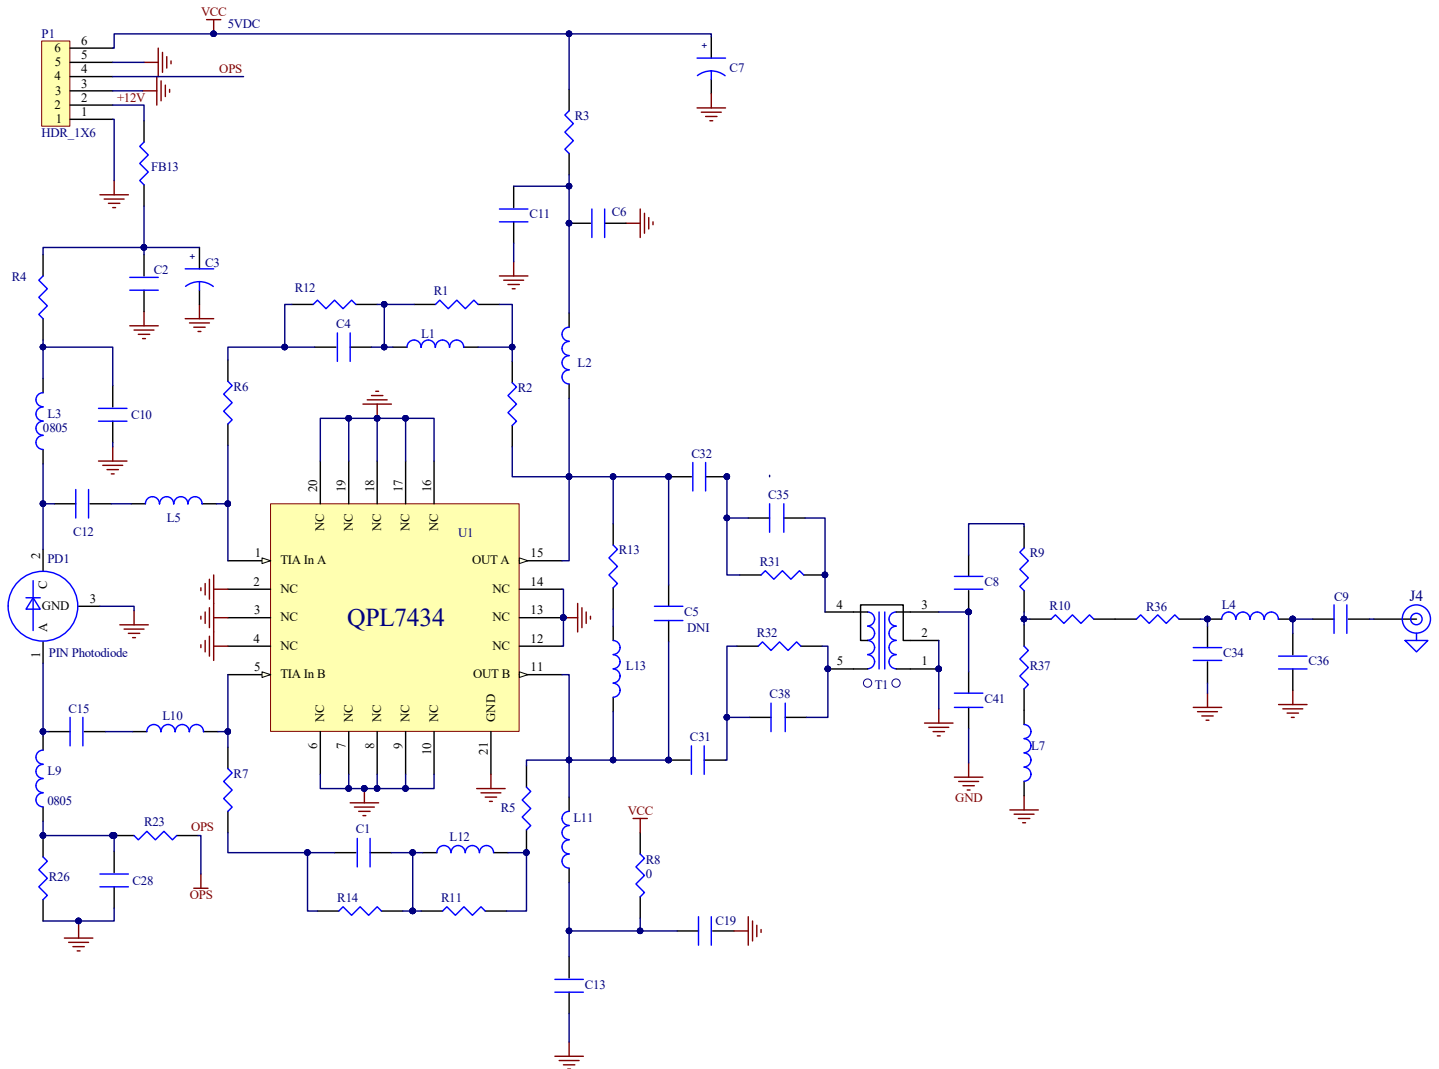 VCC
5VDC
P1
6 6
5 5
4 4
3 3
2 2
1 1
OPS
+12V
HDR_1X6
FB13
+
C7
R3
C11
C6
R4
C2
+
C3
R12
R1
C4
L1
L2
R6
R2
L3
0805
C10
C12
L5
20 19 18 17 16
NC NC NC NC NC
U1
1 TIA In A
OUT A 15
2 NC
NC 14
3 NC
NC 13
4 NC
NC 12
5 TIA In B
OUT B 11
QPL7434
NC NC NC NC NC GND
6 7 8 9 10 21
2
PD1
C
GND
A
3
1
PIN Photodiode
C32
C35
R31
R13
C5
DNI
L13
R32
C38
C31
4
5
3
2
1
T1
C8
R9
C41
GND
R10
R36
R37
L7
L4
C34
C36
C9
J4
C15
L10
L9
0805
R7
R5
L11
R23
OPS
OPS
R26
C28
C1
L12
R14
R11
VCC
R8
0
C19
C13